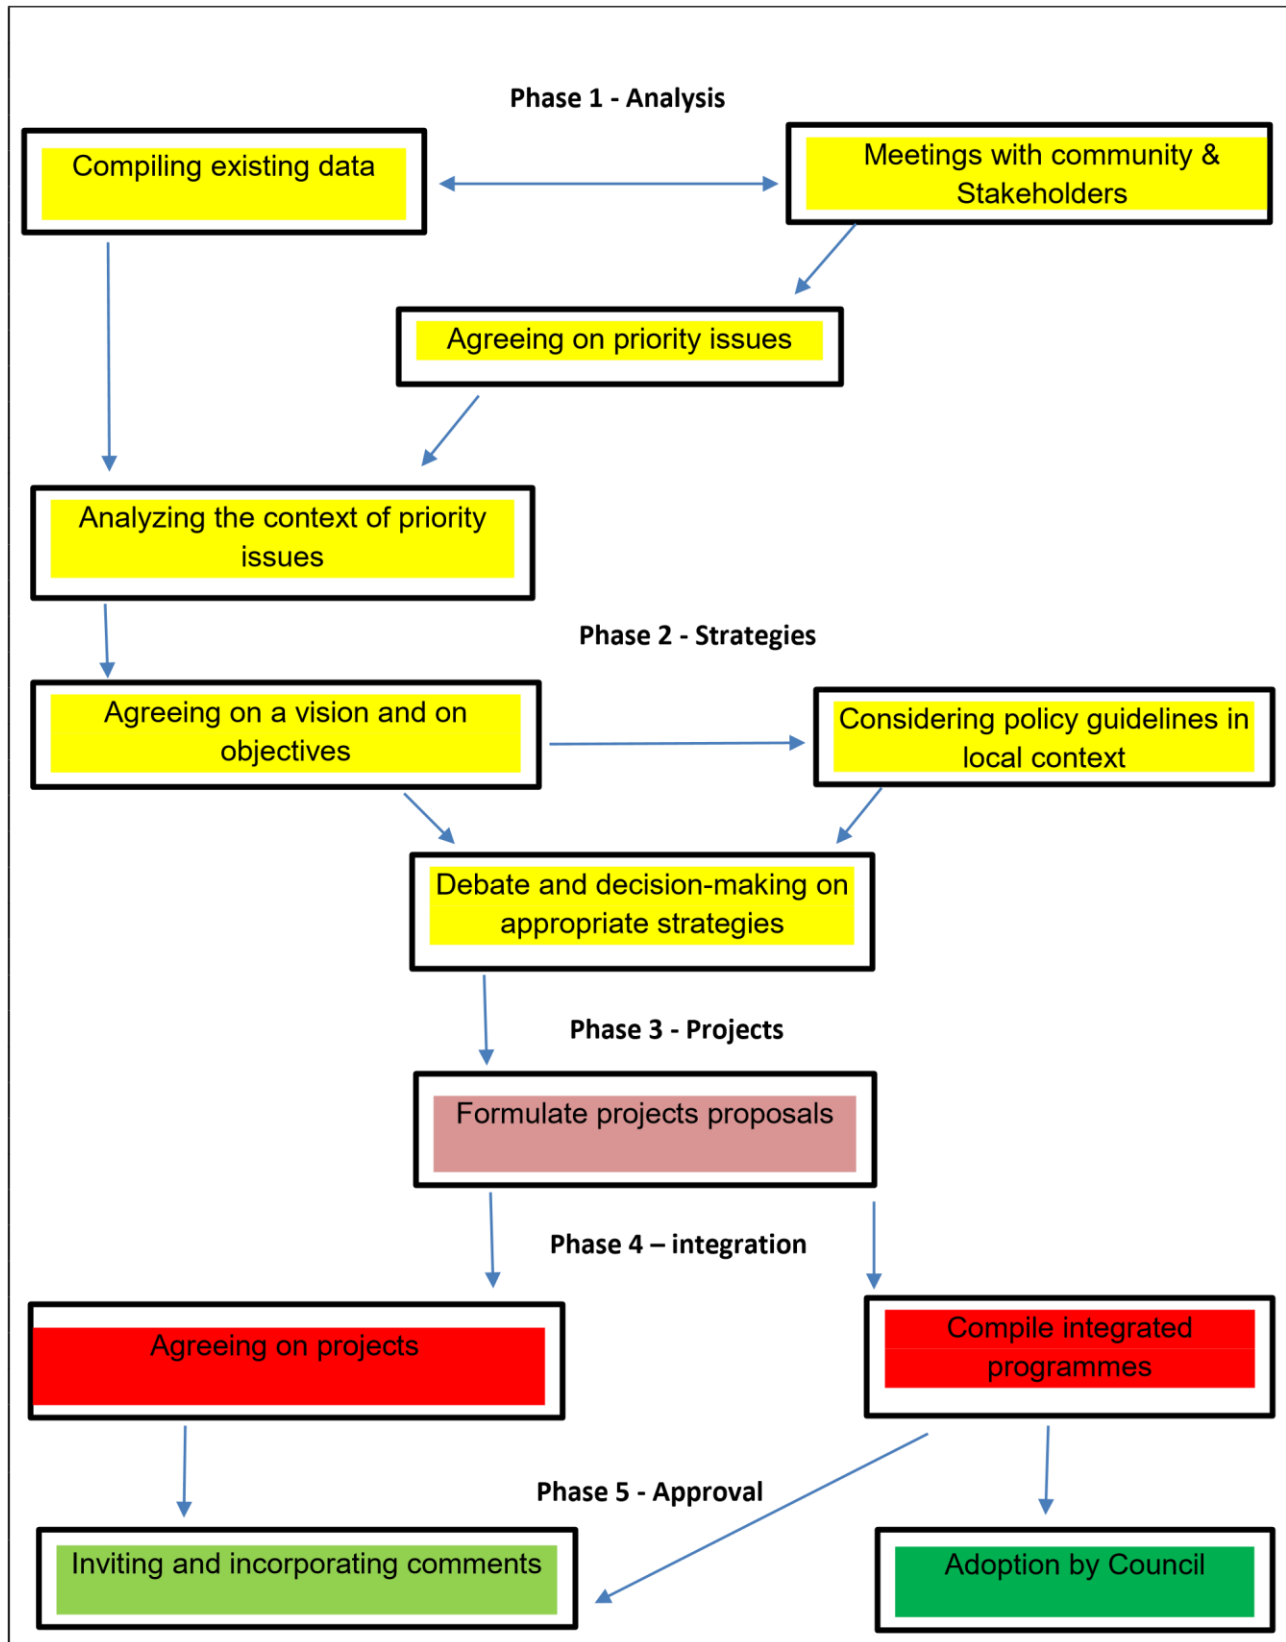 Phase 1 - Analysis
Compiling existing data
Meetings with community &
Stakeholders
Agreeing on priority issues
Analyzing the context of priority
issues
Phase 2 - Strategies
Agreeing on a vision and on
objectives
Considering policy guidelines in
local context
Debate and decision-making on
appropriate strategies
Phase 3 - Projects
Formulate projects proposals
Phase 4 – integration
Agreeing on projects
Compile integrated
programmes
Phase 5 - Approval
Inviting and incorporating comments
Adoption by Council